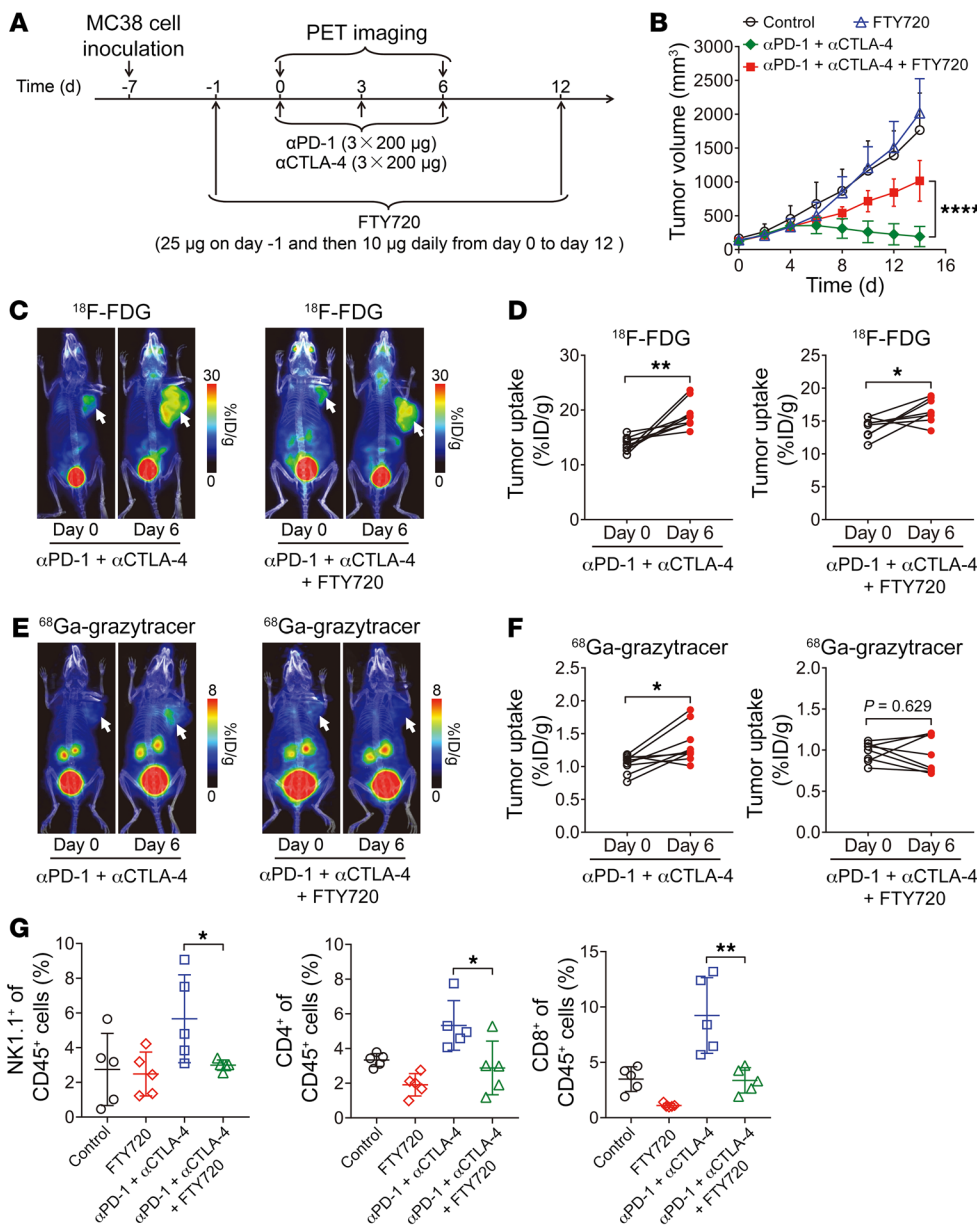 A
MC38 cell
inoculation
PET imaging
Time (d)
-7
-1
0
3
6
12
αPD-1 (3×200 µg)
αCTLA-4 (3×200 µg)
FTY720
(25 µg on day -1 and then 10 µg daily from day 0 to day 12 )
B
Control
FTY720
αPD-1 + αCTLA-4
αPD-1 + αCTLA-4 + FTY720
Tumor volume (mm³)
3000
2500
2000
1500
1000
500
0
0 4 8 12 16
Time (d)
****
C
¹⁸F-FDG
30
%ID/g
0
30
%ID/g
0
Day 0 Day 6
αPD-1 + αCTLA-4
Day 0 Day 6
αPD-1 + αCTLA-4
+ FTY720
D
¹⁸F-FDG
Tumor uptake
(%ID/g)
30
20
10
0
**
Day 0 Day 6
αPD-1 + αCTLA-4
¹⁸F-FDG
Tumor uptake
(%ID/g)
25
20
15
10
5
0
*
Day 0 Day 6
αPD-1 + αCTLA-4
+ FTY720
E
⁶⁸Ga-grazytracer
8
%ID/g
0
Day 0 Day 6
αPD-1 + αCTLA-4
⁶⁸Ga-grazytracer
8
%ID/g
0
Day 0 Day 6
αPD-1 + αCTLA-4
+ FTY720
F
⁶⁸Ga-grazytracer
Tumor uptake
(%ID/g)
2.5
2.0
1.5
1.0
0.5
0.0
*
Day 0 Day 6
αPD-1 + αCTLA-4
⁶⁸Ga-grazytracer
Tumor uptake
(%ID/g)
2.0
1.5
1.0
0.5
0.0
P = 0.629
Day 0 Day 6
αPD-1 + αCTLA-4
+ FTY720
G
NK1.1⁺ of
CD45⁺ cells (%)
10
8
6
4
2
0
*
Control
FTY720
αPD-1 + αCTLA-4
αPD-1 + αCTLA-4
+ FTY720
CD4⁺ of
CD45⁺ cells (%)
10
8
6
4
2
0
*
Control
FTY720
αPD-1 + αCTLA-4
αPD-1 + αCTLA-4
+ FTY720
CD8⁺ of
CD45⁺ cells (%)
15
10
5
0
**
Control
FTY720
αPD-1 + αCTLA-4
αPD-1 + αCTLA-4
+ FTY720